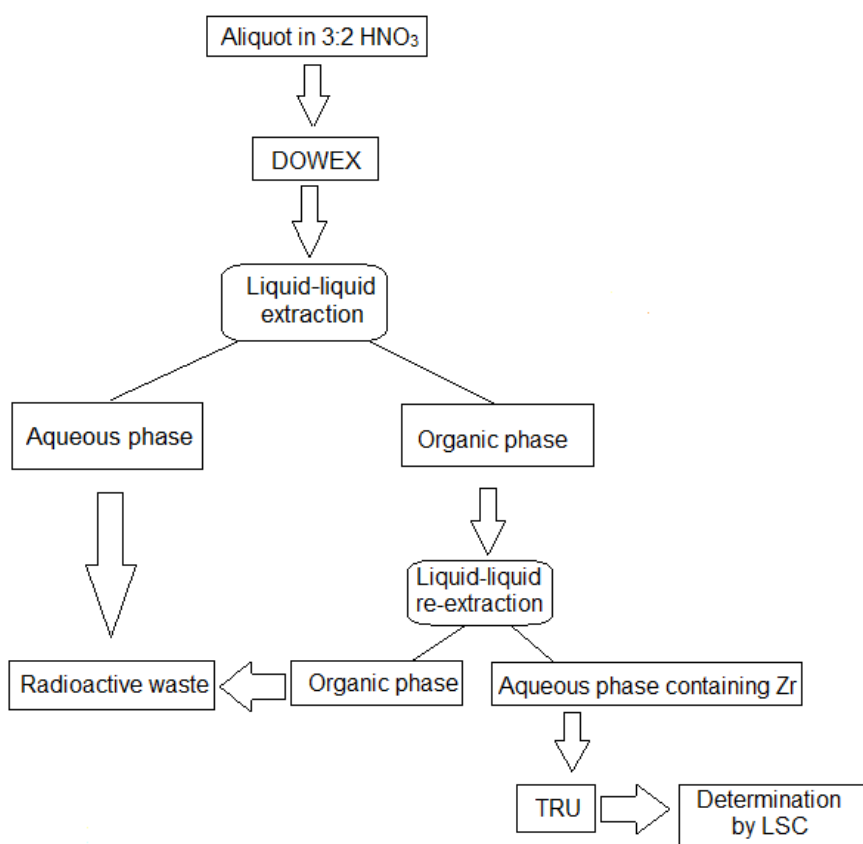 Aliquot in 3:2 HNO₃
DOWEX
Liquid-liquid
extraction
Aqueous phase
Organic phase
Liquid-liquid
re-extraction
Radioactive waste
Organic phase
Aqueous phase containing Zr
TRU
Determination
by LSC